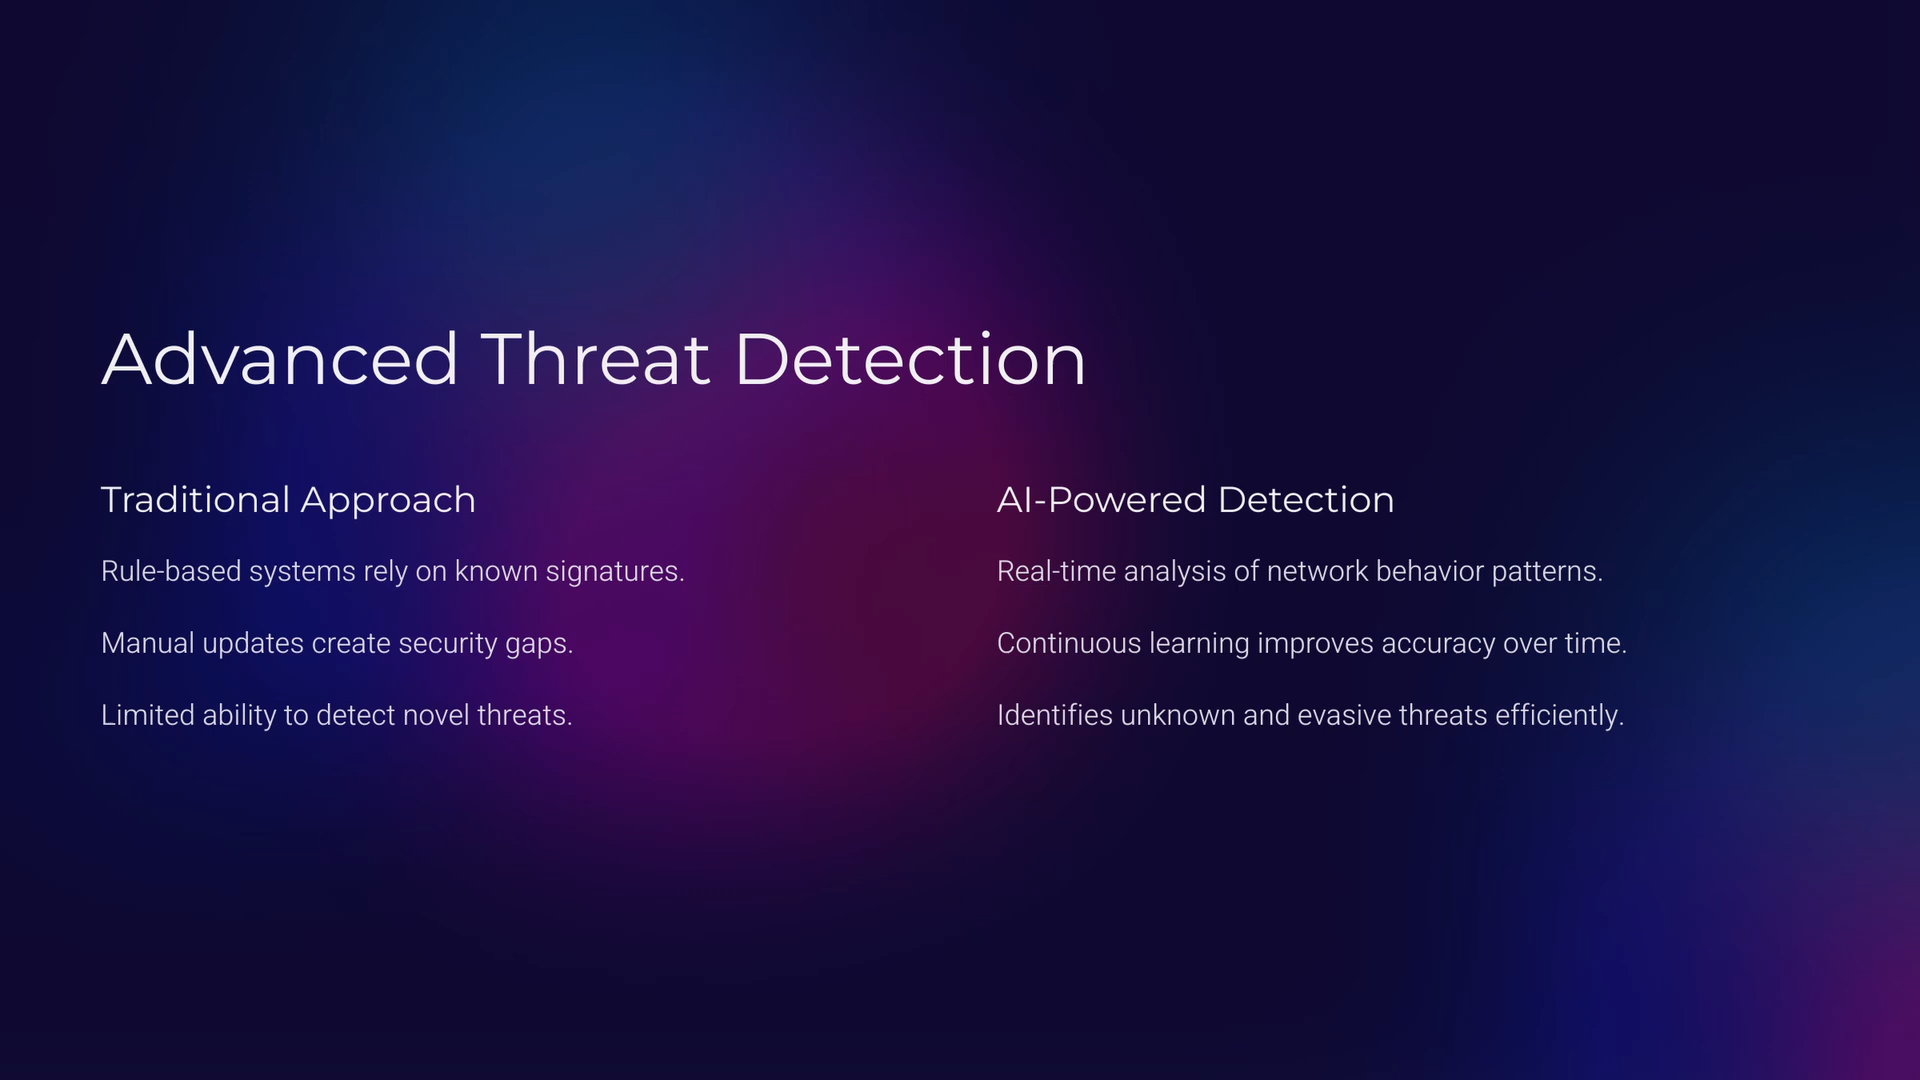 Advanced Threat Detection
Traditional Approach
Rule-based systems rely on known signatures.
Manual updates create security gaps.
Limited ability to detect novel threats.
AI-Powered Detection
Real-time analysis of network behavior patterns.
Continuous learning improves accuracy over time.
Identifies unknown and evasive threats efficiently.